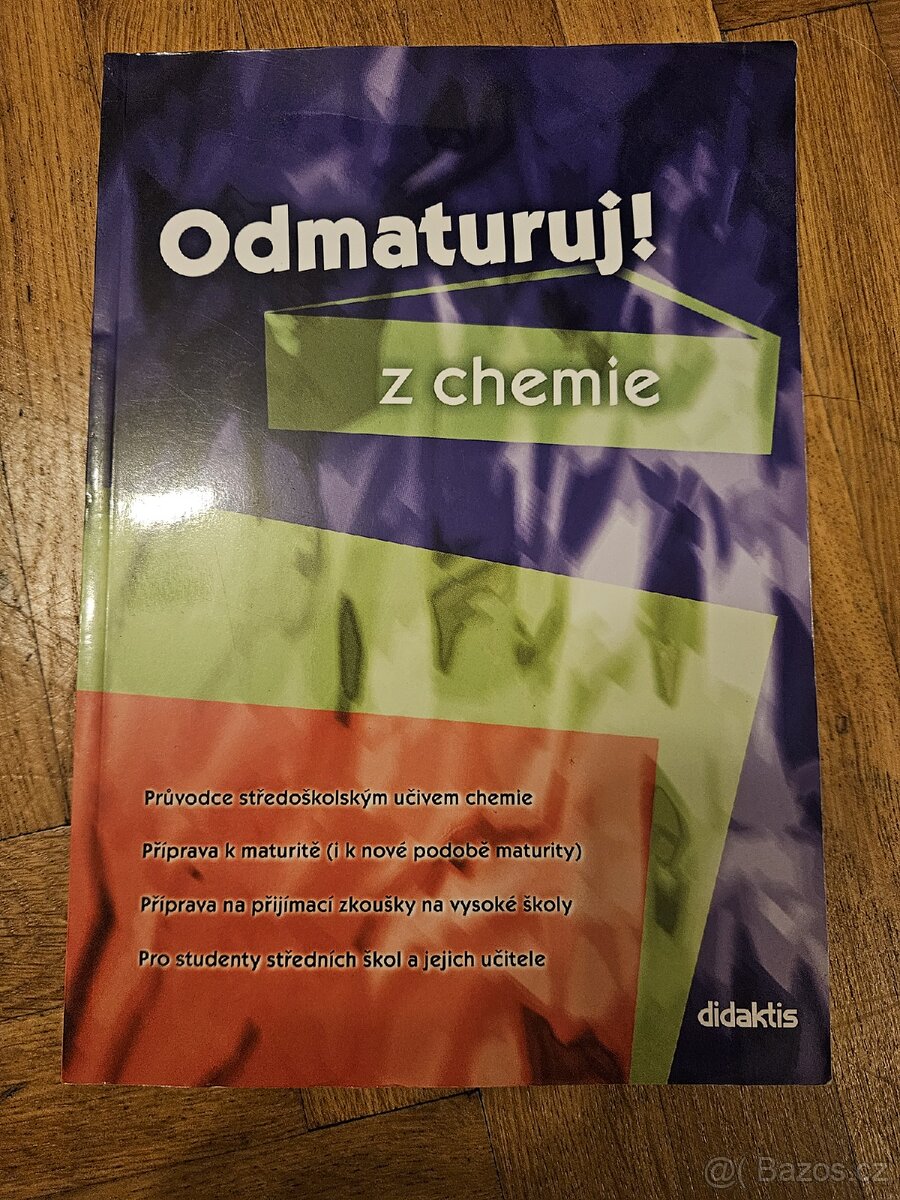 Odmaturuj!
z chemie
Průvodce středoškolským učivem chemie
Příprava k maturitě (i k nové podobě maturity)
Příprava na přijímací zkoušky na vysoké školy
Pro studenty středních škol a jejich učitele
didaktis
@( Bazos.cz